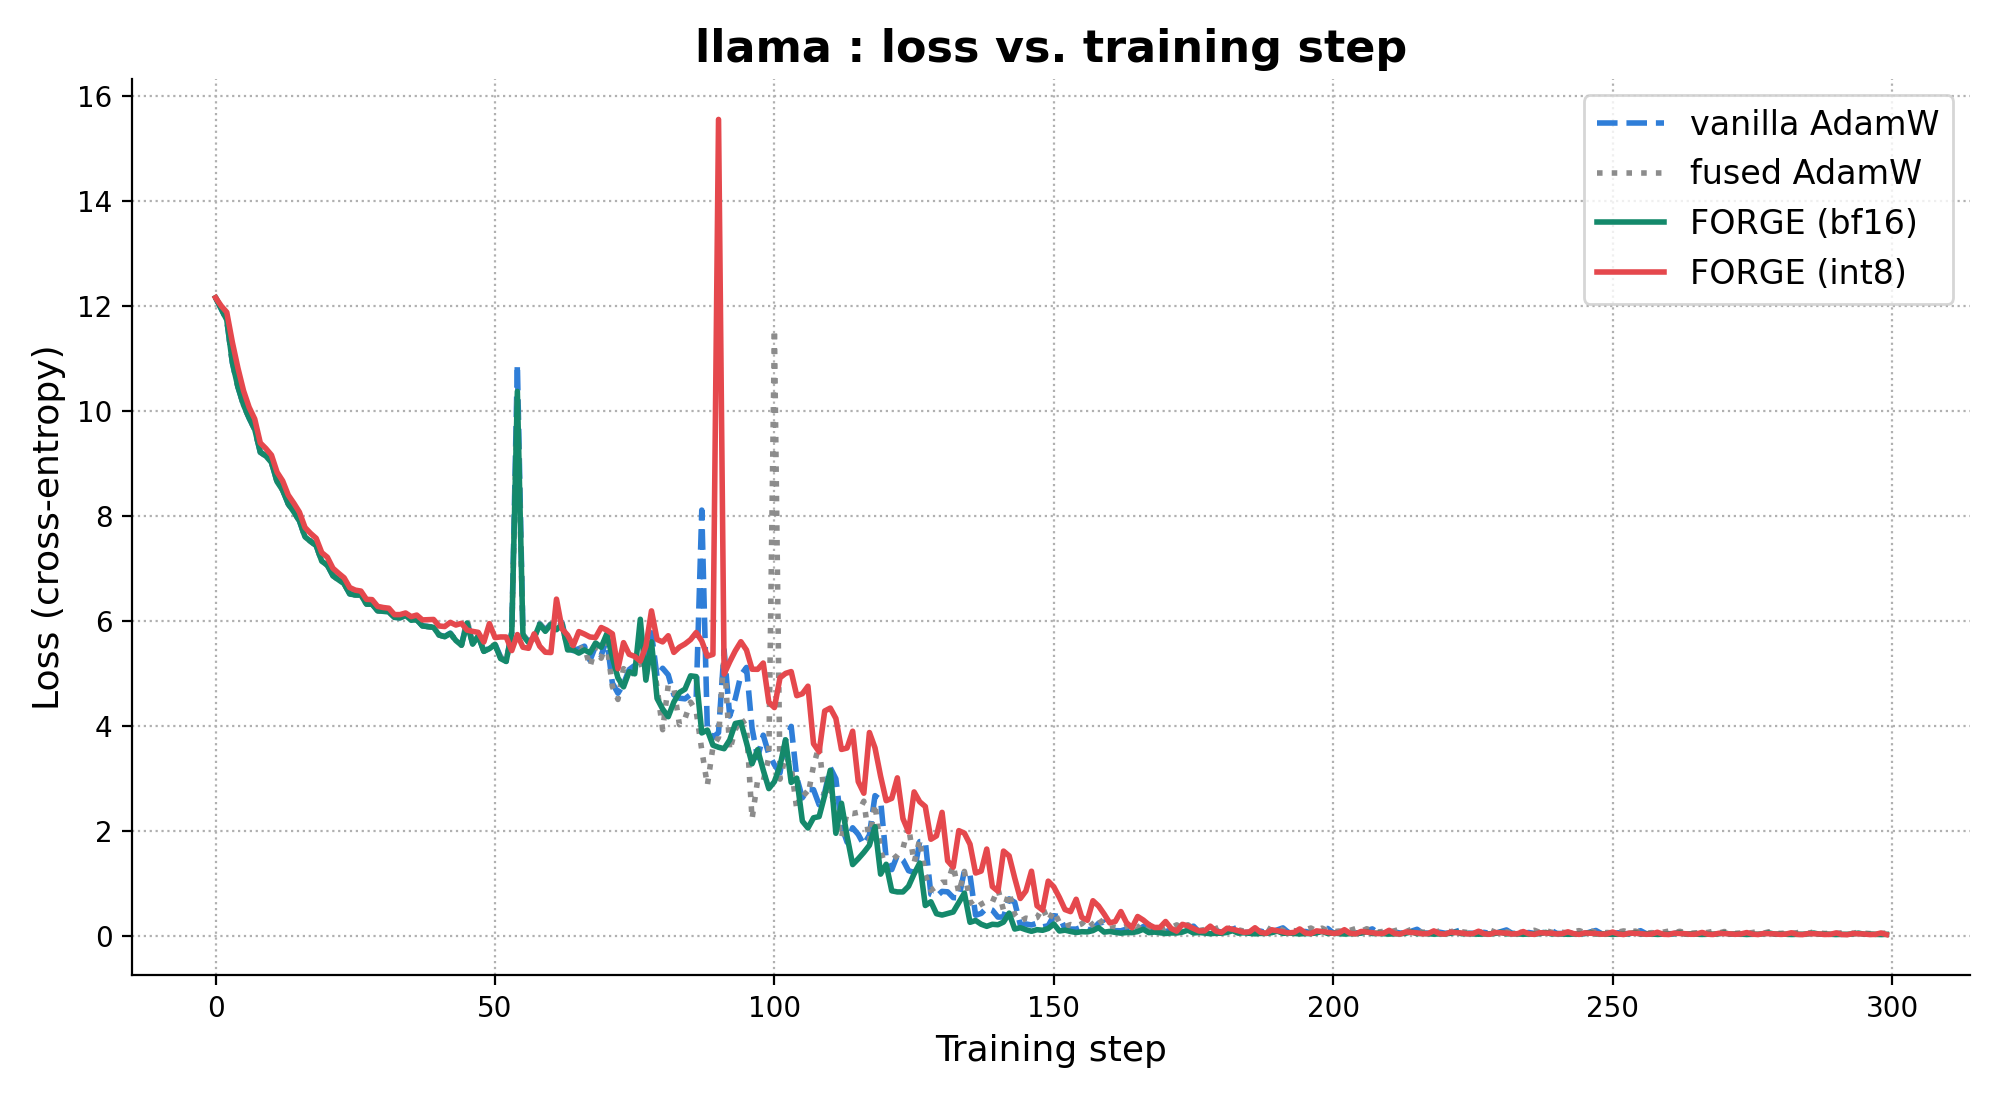 llama : loss vs. training step
16
14
12
10
8
6
4
2
0
Loss (cross-entropy)
vanilla AdamW
fused AdamW
FORGE (bf16)
FORGE (int8)
0 50 100 150 200 250 300
Training step